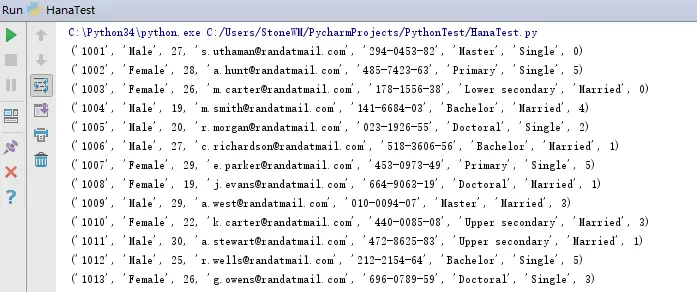 Run HanaTest
C:\Python34\python.exe C:/Users/StoneWM/PycharmProjects/PythonTest/HanaTest.py
('1001', 'Male', 27, 's.uthaman@randatmail.com', '294-0453-82', 'Master', 'Single', 0)
('1002', 'Female', 28, 'a.hunt@randatmail.com', '485-7423-63', 'Primary', 'Single', 5)
('1003', 'Female', 26, 'm.carter@randatmail.com', '178-1556-38', 'Lower secondary', 'Married', 0)
('1004', 'Male', 19, 'm.smith@randatmail.com', '141-6684-03', 'Bachelor', 'Married', 4)
('1005', 'Male', 20, 'r.morgan@randatmail.com', '023-1926-55', 'Doctoral', 'Single', 2)
('1006', 'Male', 27, 'c.richardson@randatmail.com', '518-3606-56', 'Bachelor', 'Married', 1)
('1007', 'Female', 29, 'e.parker@randatmail.com', '453-0973-49', 'Primary', 'Single', 5)
('1008', 'Female', 19, 'j.evans@randatmail.com', '664-9063-19', 'Doctoral', 'Married', 1)
('1009', 'Male', 29, 'a.west@randatmail.com', '010-0094-07', 'Master', 'Married', 3)
('1010', 'Female', 22, 'k.carter@randatmail.com', '440-0085-08', 'Upper secondary', 'Married', 3)
('1011', 'Male', 30, 'a.stewart@randatmail.com', '472-8625-83', 'Upper secondary', 'Married', 1)
('1012', 'Male', 25, 'r.wells@randatmail.com', '212-2154-64', 'Bachelor', 'Single', 5)
('1013', 'Female', 26, 'g.owens@randatmail.com', '696-0789-59', 'Doctoral', 'Single', 3)